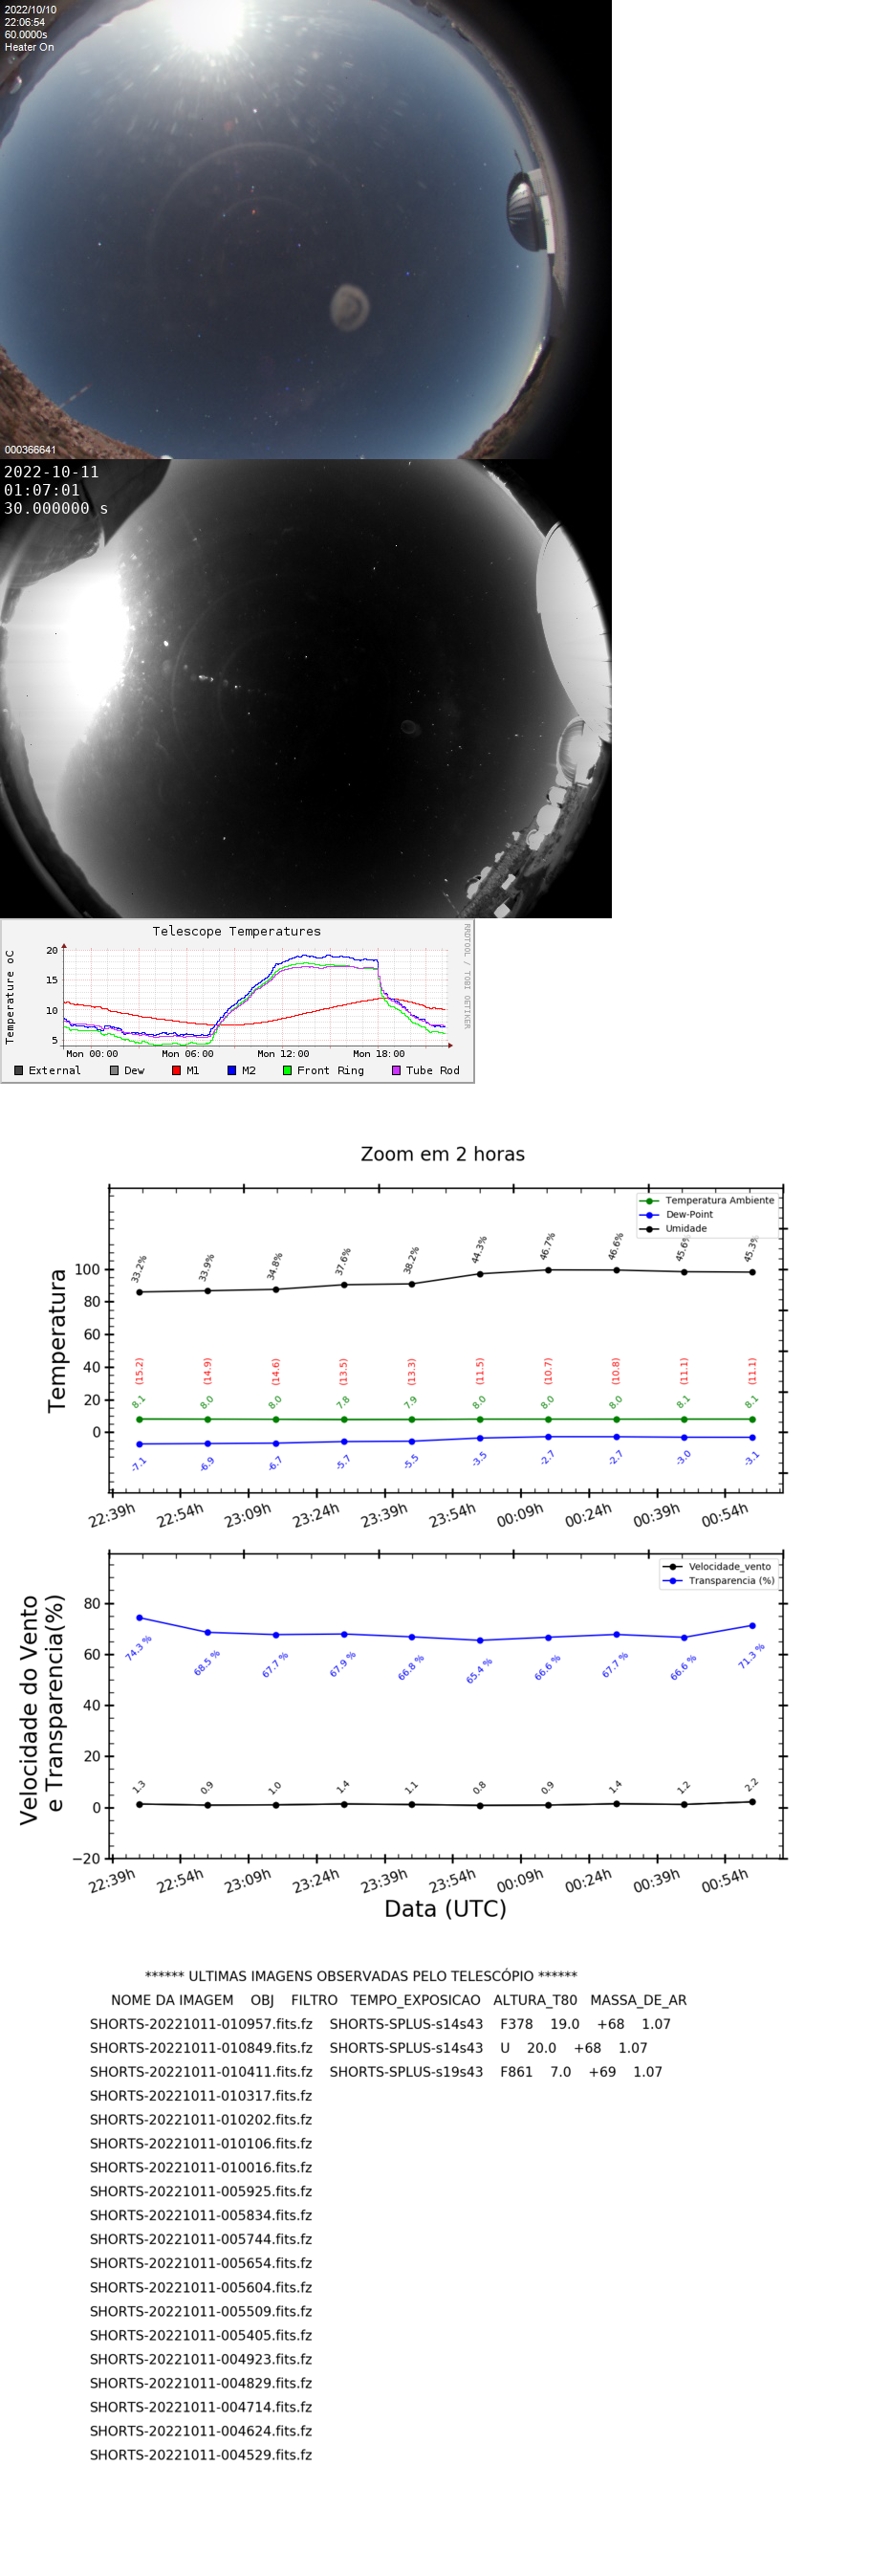 2022/10/10
22:06:54
60.0000s
Heater On
000366641
2022-10-11
01:07:01
30.000000 s
Telescope Temperatures
RRDTOOL / TOBI OETIKER
Temperature oC
20
15
10
5
Mon 00:00 Mon 06:00 Mon 12:00 Mon 18:00
External Dew M1 M2 Front Ring Tube Rod
Zoom em 2 horas
Temperatura Ambiente
Dew-Point
Umidade
Temperatura
100
80
60
40
20
0
33.2% 33.9% 34.8% 37.6% 38.2% 44.3% 46.7% 46.6% 45.6% 45.3%
(15.2) (14.9) (14.6) (13.5) (13.3) (11.5) (10.7) (10.8) (11.1) (11.1)
8.1 8.0 8.0 7.8 7.9 8.0 8.0 8.0 8.1 8.1
-7.1 -6.9 -6.7 -5.7 -5.5 -3.5 -2.7 -2.7 -3.0 -3.1
22:39h 22:54h 23:09h 23:24h 23:39h 23:54h 00:09h 00:24h 00:39h 00:54h
Velocidade_vento
Transparencia (%)
Velocidade do Vento
e Transparencia(%)
80
60
40
20
0
−20
74.3 % 68.5 % 67.7 % 67.9 % 66.8 % 65.4 % 66.6 % 67.7 % 66.6 % 71.3 %
1.3 0.9 1.0 1.4 1.1 0.8 0.9 1.4 1.2 2.2
22:39h 22:54h 23:09h 23:24h 23:39h 23:54h 00:09h 00:24h 00:39h 00:54h
Data (UTC)
****** ULTIMAS IMAGENS OBSERVADAS PELO TELESCÓPIO ******
NOME DA IMAGEM OBJ FILTRO TEMPO_EXPOSICAO ALTURA_T80 MASSA_DE_AR
SHORTS-20221011-010957.fits.fz SHORTS-SPLUS-s14s43 F378 19.0 +68 1.07
SHORTS-20221011-010849.fits.fz SHORTS-SPLUS-s14s43 U 20.0 +68 1.07
SHORTS-20221011-010411.fits.fz SHORTS-SPLUS-s19s43 F861 7.0 +69 1.07
SHORTS-20221011-010317.fits.fz
SHORTS-20221011-010202.fits.fz
SHORTS-20221011-010106.fits.fz
SHORTS-20221011-010016.fits.fz
SHORTS-20221011-005925.fits.fz
SHORTS-20221011-005834.fits.fz
SHORTS-20221011-005744.fits.fz
SHORTS-20221011-005654.fits.fz
SHORTS-20221011-005604.fits.fz
SHORTS-20221011-005509.fits.fz
SHORTS-20221011-005405.fits.fz
SHORTS-20221011-004923.fits.fz
SHORTS-20221011-004829.fits.fz
SHORTS-20221011-004714.fits.fz
SHORTS-20221011-004624.fits.fz
SHORTS-20221011-004529.fits.fz